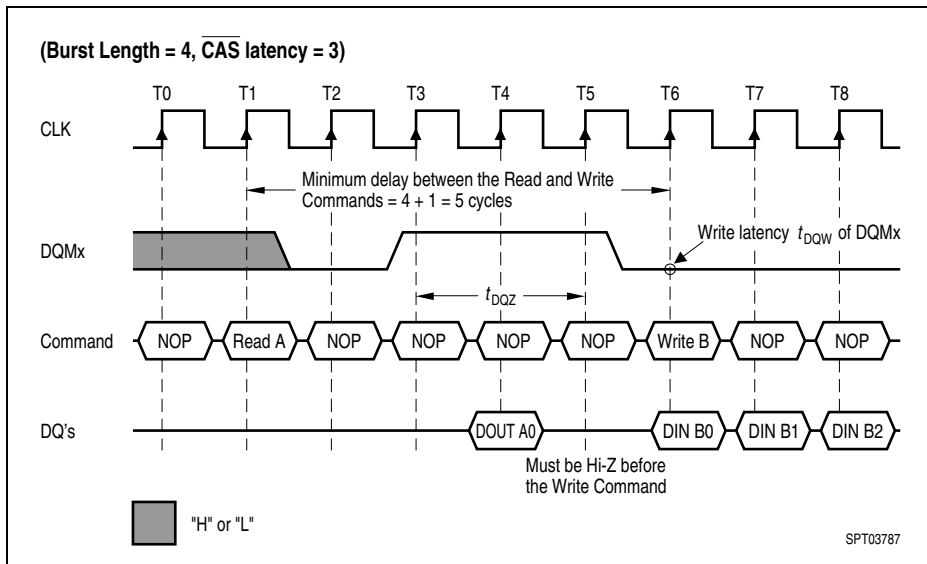 (Burst Length = 4, CAS latency = 3)
T0 T1 T2 T3 T4 T5 T6 T7 T8
CLK
Minimum delay between the Read and Write
Commands = 4 + 1 = 5 cycles
Write latency tDQW of DQMx
DQMx
tDQZ
Command NOP Read A NOP NOP NOP NOP Write B NOP NOP
DQ's DOUT A0 DIN B0 DIN B1 DIN B2
Must be Hi-Z before
the Write Command
"H" or "L"
SPT03787